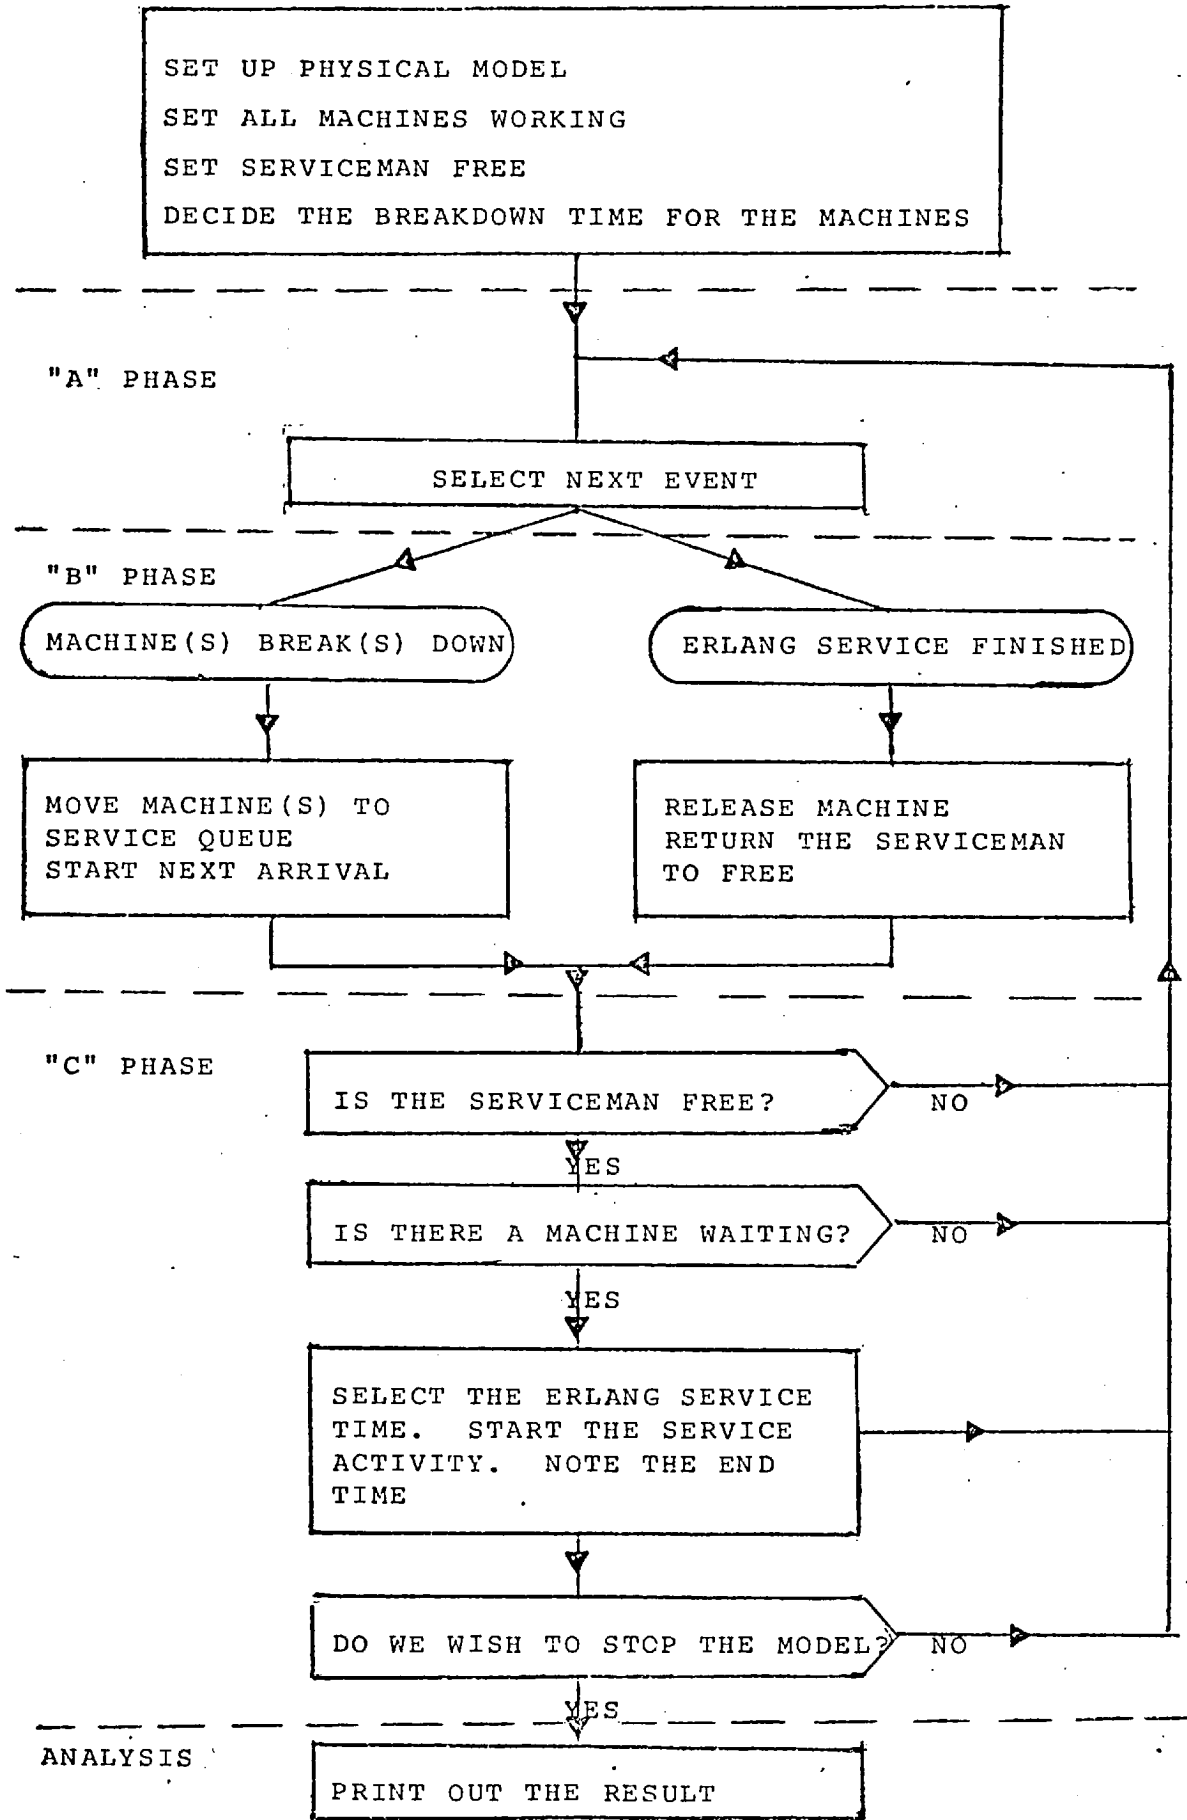 SET UP PHYSICAL MODEL
SET ALL MACHINES WORKING
SET SERVICEMAN FREE
DECIDE THE BREAKDOWN TIME FOR THE MACHINES
"A" PHASE
SELECT NEXT EVENT
"B" PHASE
MACHINE(S) BREAK(S) DOWN
ERLANG SERVICE FINISHED
MOVE MACHINE(S) TO
SERVICE QUEUE
START NEXT ARRIVAL
RELEASE MACHINE
RETURN THE SERVICEMAN
TO FREE
"C" PHASE
IS THE SERVICEMAN FREE?
NO
YES
IS THERE A MACHINE WAITING?
NO
YES
SELECT THE ERLANG SERVICE
TIME. START THE SERVICE
ACTIVITY. NOTE THE END
TIME
DO WE WISH TO STOP THE MODEL?
NO
YES
ANALYSIS
PRINT OUT THE RESULT